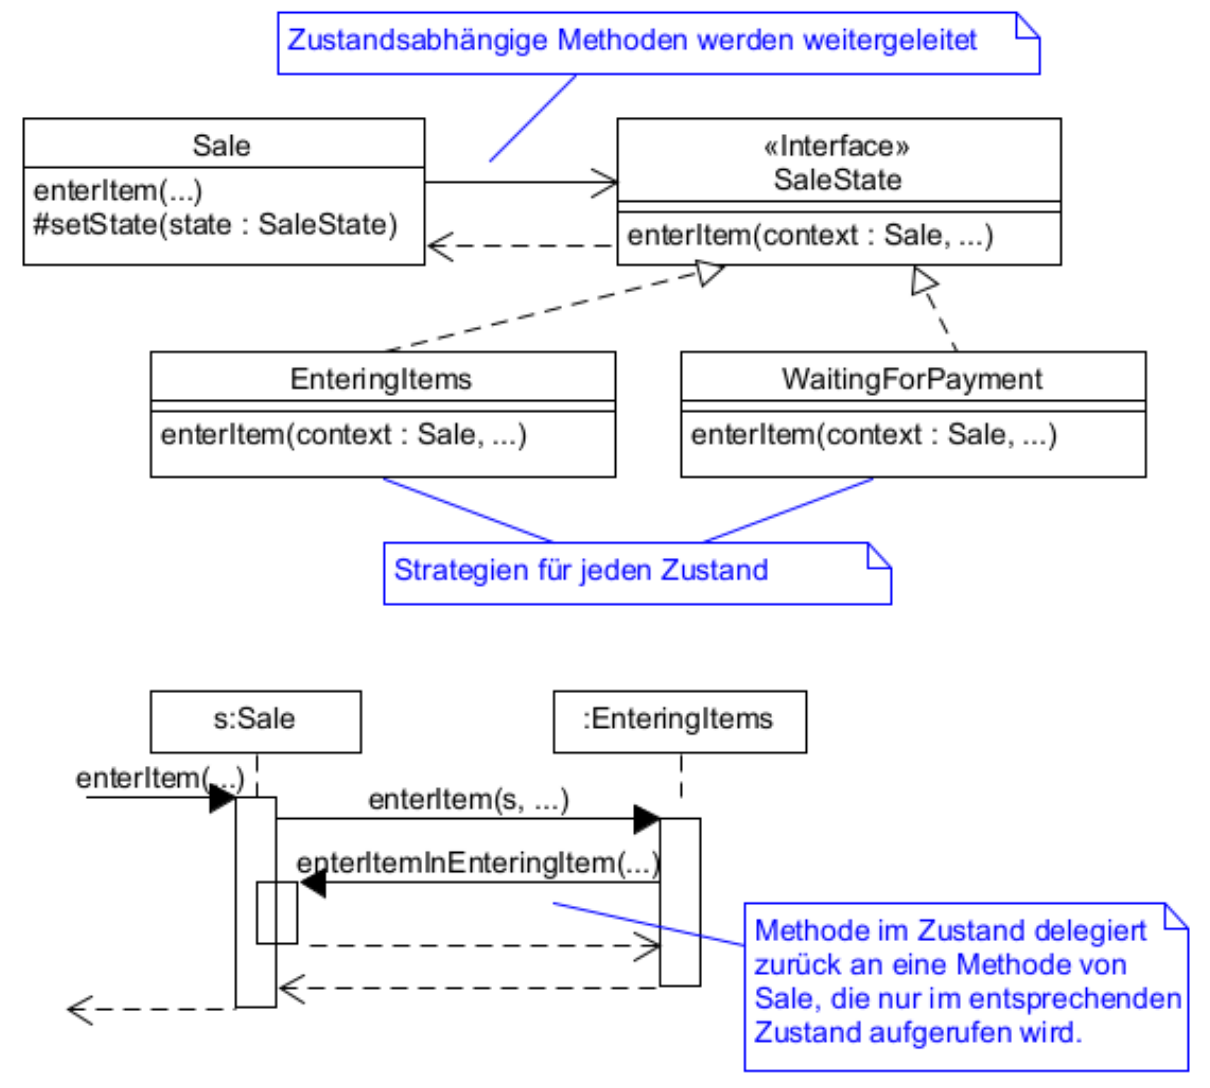 Zustandsabhängige Methoden werden weitergeleitet
Sale
enterItem(...)
#setState(state : SaleState)
«Interface»
SaleState
enterItem(context : Sale, ...)
EnteringItems
enterItem(context : Sale, ...)
WaitingForPayment
enterItem(context : Sale, ...)
Strategien für jeden Zustand
s:Sale
:EnteringItems
enterItem(...)
enterItem(s, ...)
enterItemInEnteringItem(...)
Methode im Zustand delegiert
zurück an eine Methode von
Sale, die nur im entsprechenden
Zustand aufgerufen wird.